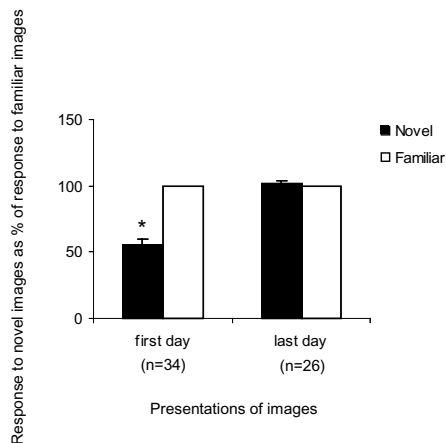 Response to novel images as % of response to familiar images
150
100
50
0
*
Novel
Familiar
first day
(n=34)
last day
(n=26)
Presentations of images